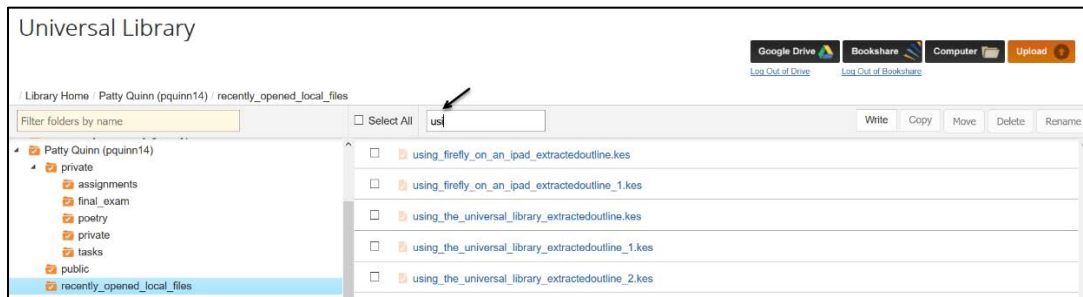 Universal Library
Google Drive Bookshare Computer Upload
Log Out of Drive Log Out of Bookshare
/ Library Home / Patty Quinn (pquinn14) / recently_opened_local_files
Filter folders by name
Select All usi
Write Copy Move Delete Rename
Patty Quinn (pquinn14)
private
assignments
final_exam
poetry
private
tasks
public
recently_opened_local_files
using_firefly_on_an_ipad_extractedoutline.kes
using_firefly_on_an_ipad_extractedoutline_1.kes
using_the_universal_library_extractedoutline.kes
using_the_universal_library_extractedoutline_1.kes
using_the_universal_library_extractedoutline_2.kes